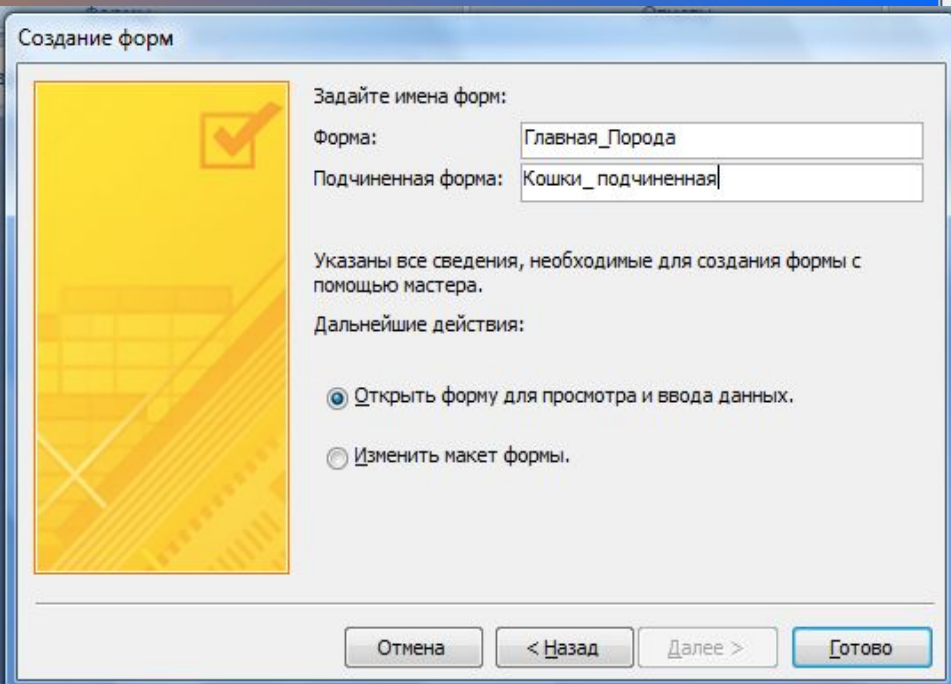 Создание форм
Задайте имена форм:
Форма: Главная_Порода
Подчиненная форма: Кошки_ подчиненная
Указаны все сведения, необходимые для создания формы с
помощью мастера.
Дальнейшие действия:
Открыть форму для просмотра и ввода данных.
Изменить макет формы.
Отмена < Назад Далее > Готово